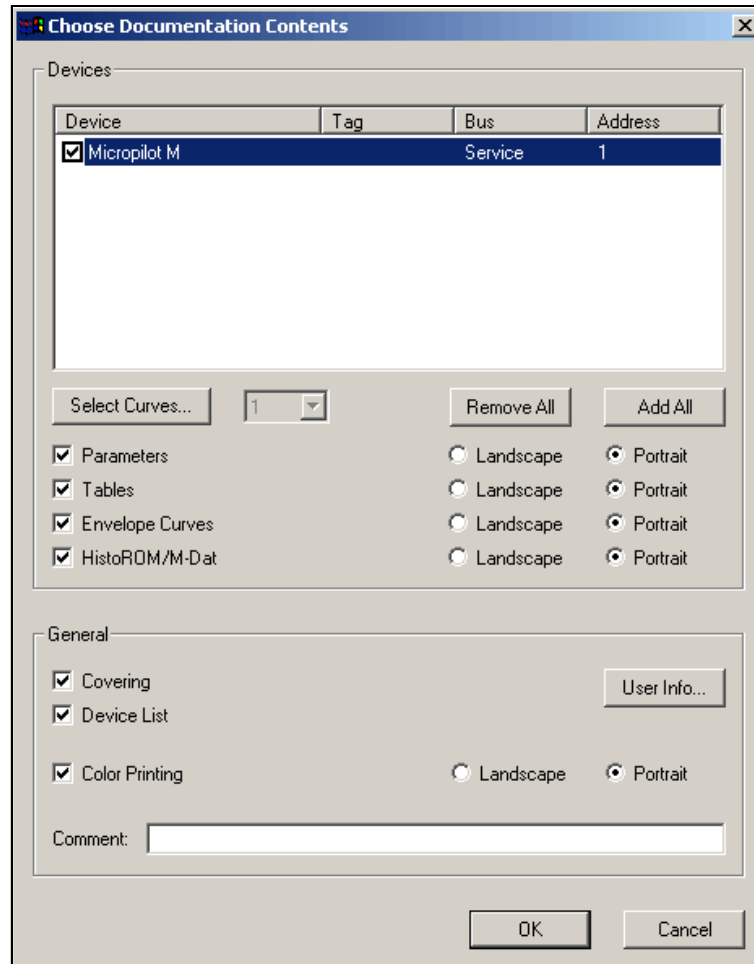 Choose Documentation Contents
Devices
Device Tag Bus Address
Micropilot M Service 1
Select Curves... 1 Remove All Add All
Parameters Landscape Portrait
Tables Landscape Portrait
Envelope Curves Landscape Portrait
HistoROM/M-Dat Landscape Portrait
General
Covering User Info...
Device List
Color Printing Landscape Portrait
Comment:
OK Cancel